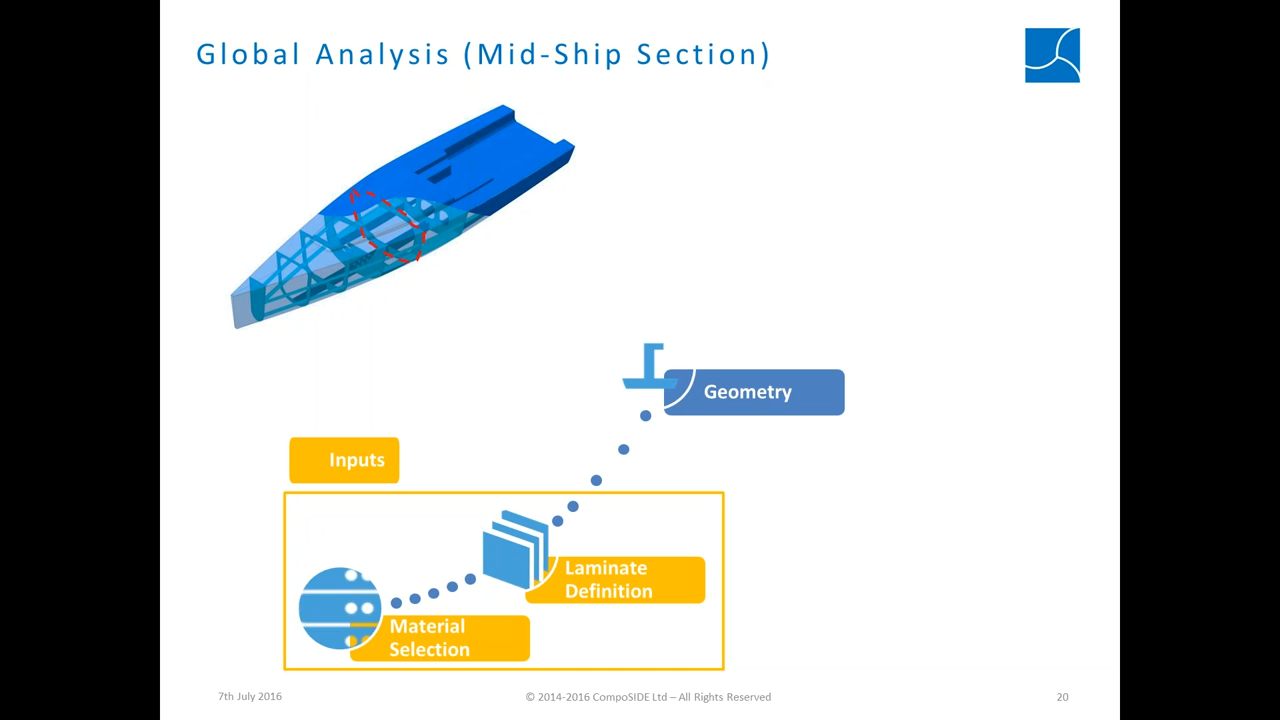 Global Analysis (Mid-Ship Section)
Geometry
Inputs
Laminate
Definition
Material
Selection
7th July 2016
© 2014-2016 CompoSIDE Ltd – All Rights Reserved
20